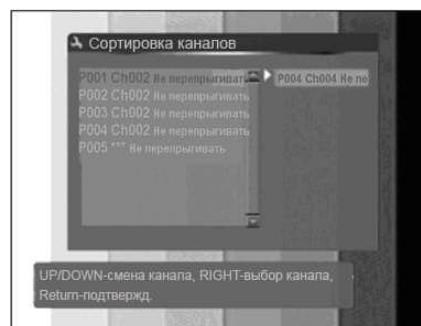 Сортировка каналов
P001 Ch002 Не перепрыгивать P004 Ch004 Не пе
P002 Ch002 Не перепрыгивать
P003 Ch002 Не перепрыгивать
P004 Ch002 Не перепрыгивать
P005 *** Не перепрыгивать
UP/DOWN-смена канала, RIGHT-выбор канала,
Return-подтвержд.